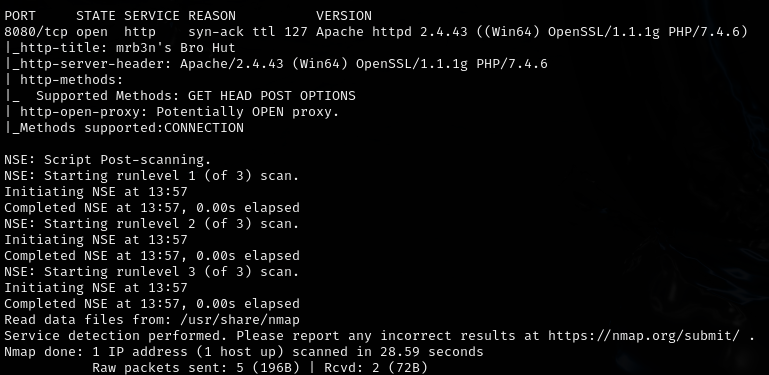 PORT     STATE SERVICE REASON          VERSION
8080/tcp open  http    syn-ack ttl 127 Apache httpd 2.4.43 ((Win64) OpenSSL/1.1.1g PHP/7.4.6)
|_http-title: mrb3n's Bro Hut
|_http-server-header: Apache/2.4.43 (Win64) OpenSSL/1.1.1g PHP/7.4.6
| http-methods:
|_  Supported Methods: GET HEAD POST OPTIONS
| http-open-proxy: Potentially OPEN proxy.
|_Methods supported:CONNECTION

NSE: Script Post-scanning.
NSE: Starting runlevel 1 (of 3) scan.
Initiating NSE at 13:57
Completed NSE at 13:57, 0.00s elapsed
NSE: Starting runlevel 2 (of 3) scan.
Initiating NSE at 13:57
Completed NSE at 13:57, 0.00s elapsed
NSE: Starting runlevel 3 (of 3) scan.
Initiating NSE at 13:57
Completed NSE at 13:57, 0.00s elapsed
Read data files from: /usr/share/nmap
Service detection performed. Please report any incorrect results at https://nmap.org/submit/ .
Nmap done: 1 IP address (1 host up) scanned in 28.59 seconds
           Raw packets sent: 5 (196B) | Rcvd: 2 (72B)